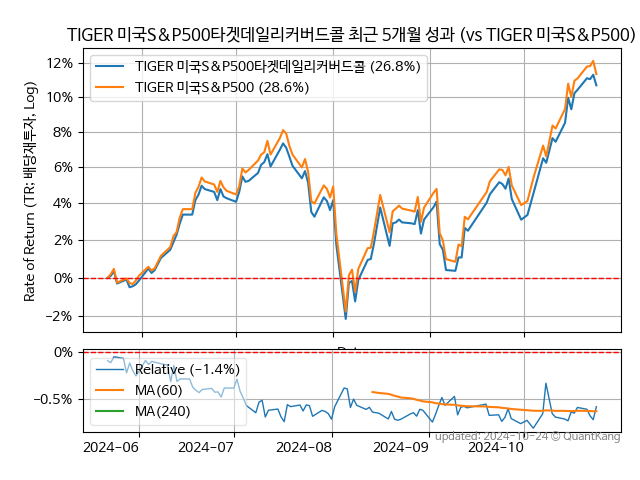 TIGER 미국S&P500타겟데일리커버드콜 최근 5개월 성과 (vs TIGER 미국S&P500)
Rate of Return (TR: 배당재투자, Log)
12%
10%
8%
6%
4%
2%
0%
−2%
TIGER 미국S&P500타겟데일리커버드콜 (26.8%)
TIGER 미국S&P500 (28.6%)
0%
−0.5%
Relative (−1.4%)
MA(60)
MA(240)
updated: 2024-10-24 © QuantKang
2024−06
2024−07
2024−08
2024−09
2024−10